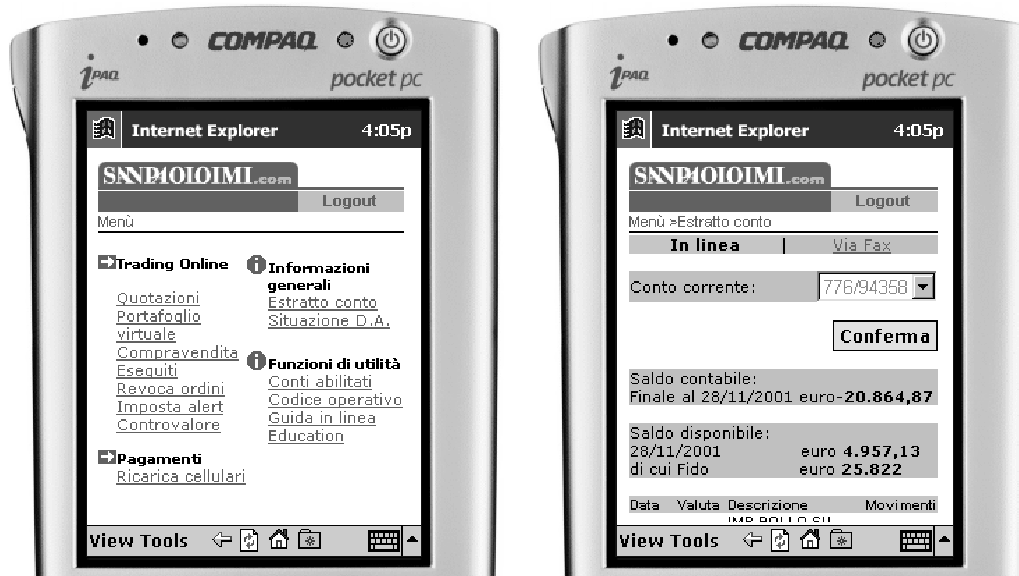 COMPAQ
iPAQ
pocket pc
Internet Explorer 4:05p
SANPAOLOIMI.com
Logout
Menù
Trading Online
Quotazioni
Portafoglio
virtuale
Compravendita
Eseguiti
Revoca ordini
Imposta alert
Controvalore
Pagamenti
Ricarica cellulari
Informazioni
generali
Estratto conto
Situazione D.A.
Funzioni di utilità
Conti abilitati
Codice operativo
Guida in linea
Education
View Tools
COMPAQ
iPAQ
pocket pc
Internet Explorer 4:05p
SANPAOLOIMI.com
Logout
Menù >Estratto conto
In linea | Via Fax
Conto corrente: 776/94358
Conferma
Saldo contabile:
Finale al 28/11/2001 euro-20.864,87
Saldo disponibile:
28/11/2001 euro 4.957,13
di cui Fido euro 25.822
Data Valuta Descrizione Movimenti
View Tools